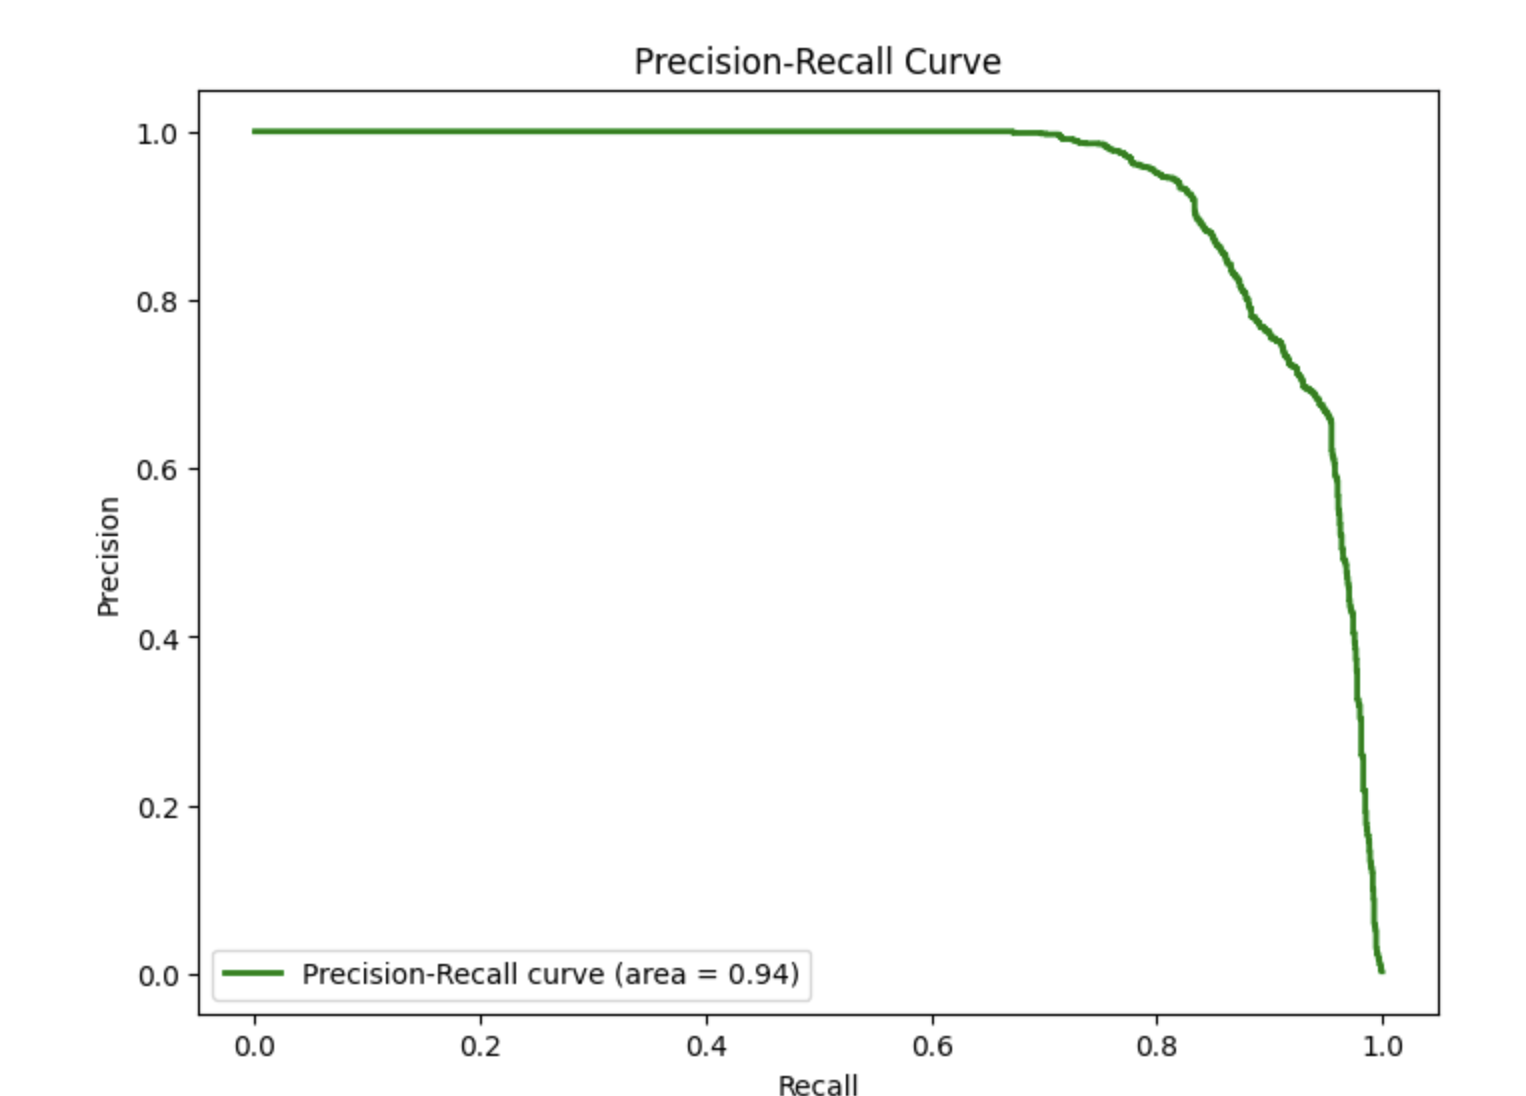 Precision-Recall Curve
1.0
0.8
0.6
0.4
0.2
0.0
Precision
Precision-Recall curve (area = 0.94)
0.0 0.2 0.4 0.6 0.8 1.0
Recall